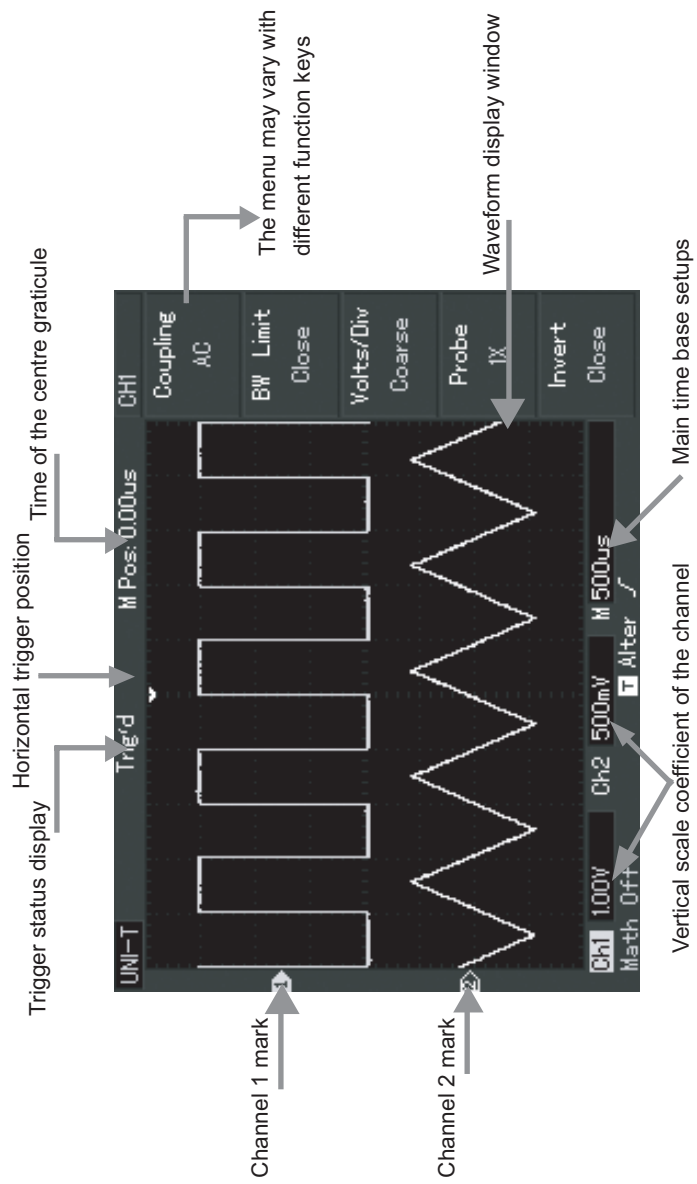 Trigger status display
Horizontal trigger position
Time of the centre graticule
UNI-T
Trig'd
M Pos: 0.00us
CH1
Coupling
AC
The menu may vary with
different function keys
BW Limit
Close
Volts/Div
Coarse
Probe
1X
Invert
Close
Channel 1 mark
1
Channel 2 mark
2
Waveform display window
Ch1 1.00V Ch2 500mV M 500us
Math Off T Alter
Vertical scale coefficient of the channel
Main time base setups